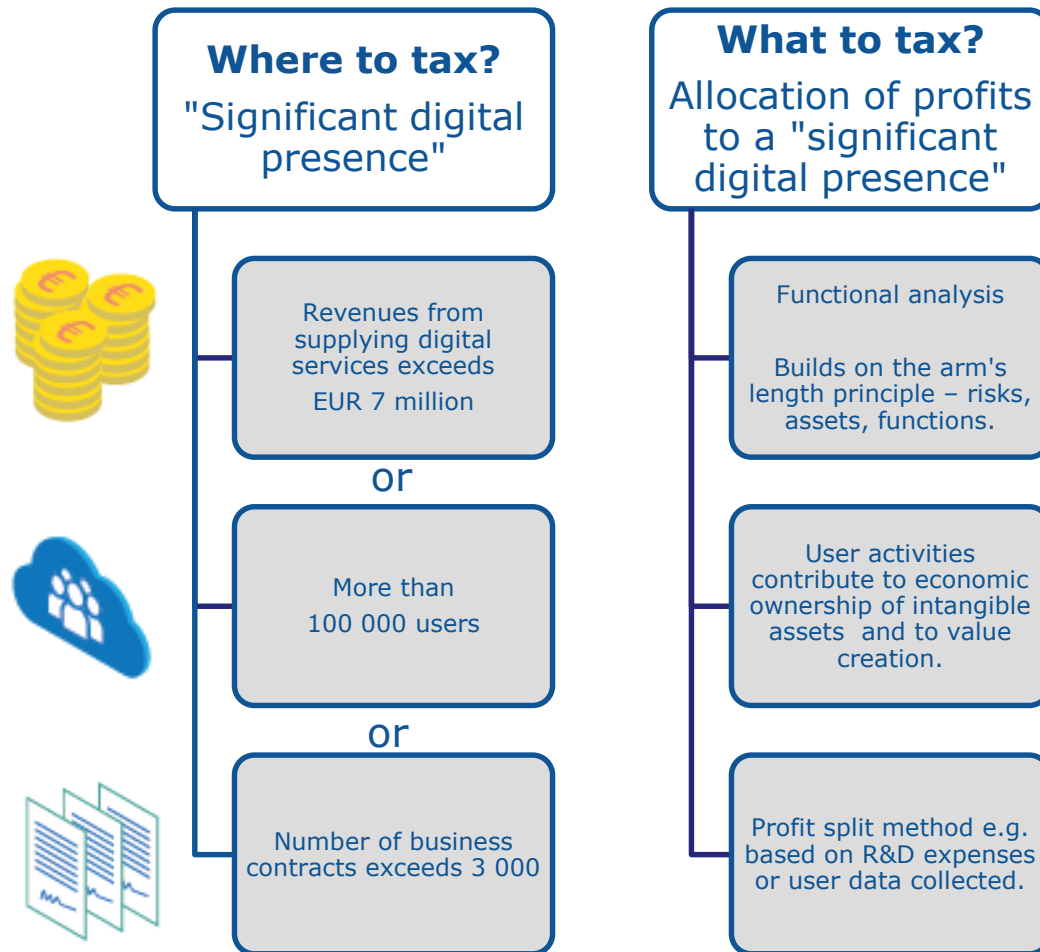 Where to tax?
"Significant digital
presence"
Revenues from
supplying digital
services exceeds
EUR 7 million
or
More than
100 000 users
or
Number of business
contracts exceeds 3 000
What to tax?
Allocation of profits
to a "significant
digital presence"
Functional analysis
Builds on the arm's
length principle – risks,
assets, functions.
User activities
contribute to economic
ownership of intangible
assets  and to value
creation.
Profit split method e.g.
based on R&D expenses
or user data collected.